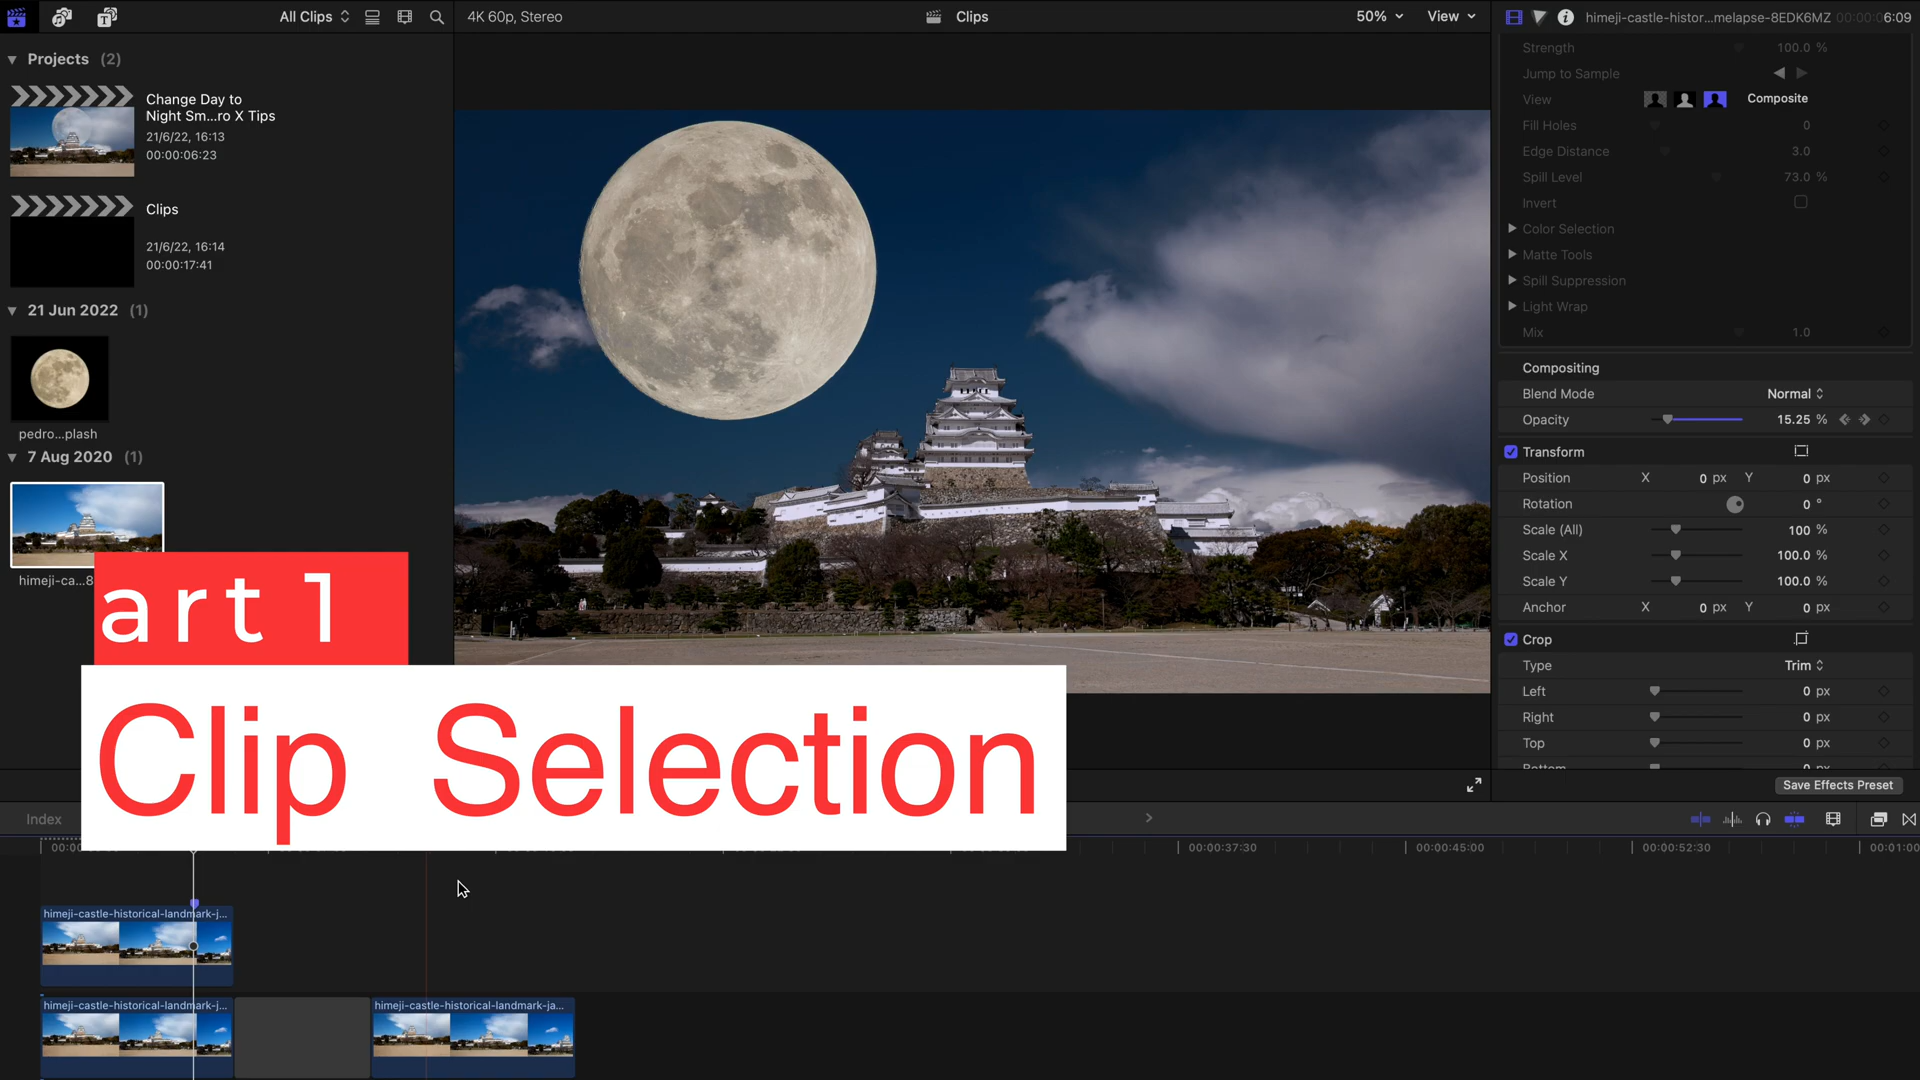 All Clips
4K 60p, Stereo
Clips
50%
View
himeji-castle-histor...melapse-8EDK6MZ
00:00:06:09
Projects (2)
Change Day to
Night Sm...ro X Tips
21/6/22, 16:13
00:00:06:23
Clips
21/6/22, 16:14
00:00:17:41
21 Jun 2022 (1)
pedro...plash
7 Aug 2020 (1)
himeji-ca...8
Strength 100.0 %
Jump to Sample
View Composite
Fill Holes 0
Edge Distance 3.0
Spill Level 73.0 %
Invert
Color Selection
Matte Tools
Spill Suppression
Light Wrap
Mix 1.0
Compositing
Blend Mode Normal
Opacity 15.25 %
Transform
Position X 0 px Y 0 px
Rotation 0 °
Scale (All) 100 %
Scale X 100.0 %
Scale Y 100.0 %
Anchor X 0 px Y 0 px
Crop
Type Trim
Left 0 px
Right 0 px
Top 0 px
Bottom
Save Effects Preset
art 1
Clip Selection
Index
00:00:37:30
00:00:45:00
00:00:52:30
00:01:00
himeji-castle-historical-landmark-j...
himeji-castle-historical-landmark-j...
himeji-castle-historical-landmark-ja...